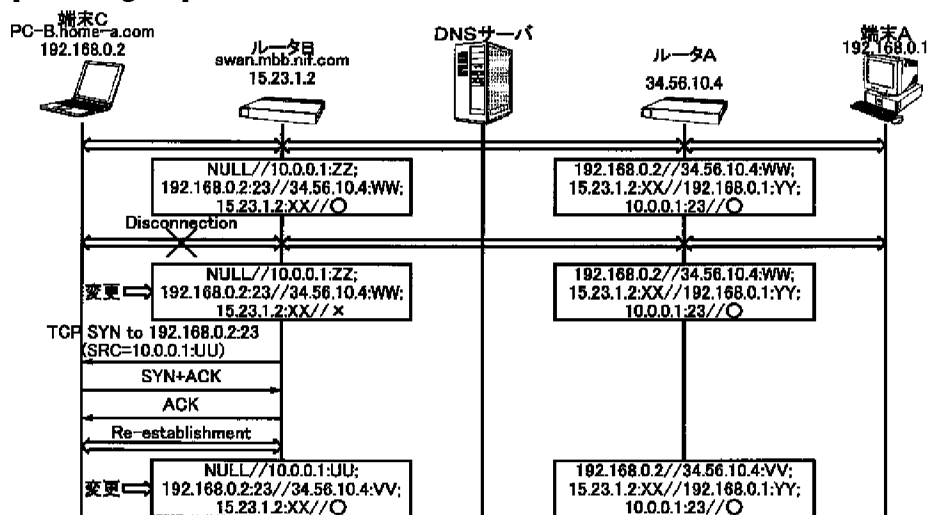 端末C
PC-B.home-a.com
192.168.0.2
ルータB
swan.mbb.nif.com
15.23.1.2
DNSサーバ
ルータA
34.56.10.4
端末A
192.168.0.1
NULL//10.0.0.1:ZZ;
192.168.0.2:23//34.56.10.4:WW;
15.23.1.2:XX//○
192.168.0.2//34.56.10.4:WW;
15.23.1.2:XX//192.168.0.1:YY;
10.0.0.1:23//○
Disconnection
変更
NULL//10.0.0.1:ZZ;
192.168.0.2:23//34.56.10.4:WW;
15.23.1.2:XX//×
192.168.0.2//34.56.10.4:WW;
15.23.1.2:XX//192.168.0.1:YY;
10.0.0.1:23//○
TCP SYN to 192.168.0.2:23
(SRC=10.0.0.1:UU)
SYN+ACK
ACK
Re-establishment
変更
NULL//10.0.0.1:UU;
192.168.0.2:23//34.56.10.4:VV;
15.23.1.2:XX//○
192.168.0.2//34.56.10.4:VV;
15.23.1.2:XX//192.168.0.1:YY;
10.0.0.1:23//○